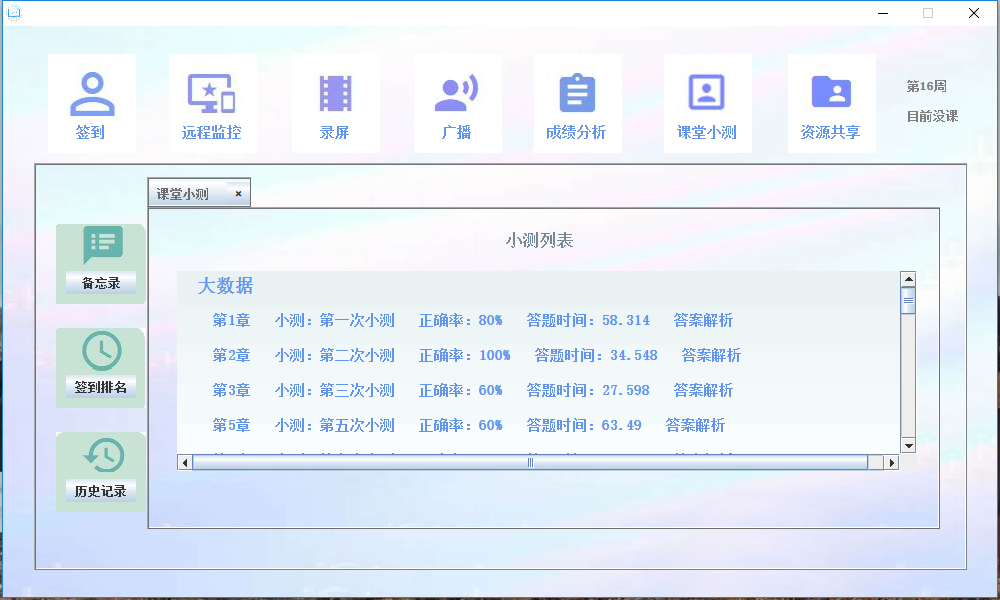 签到
远程监控
录屏
广播
成绩分析
课堂小测
资源共享
第16周
目前没课
课堂小测 ×
备忘录
签到排名
历史记录
小测列表
大数据
第1章 小测：第一次小测 正确率：80% 答题时间：58.314 答案解析
第2章 小测：第二次小测 正确率：100% 答题时间：34.548 答案解析
第3章 小测：第三次小测 正确率：60% 答题时间：27.598 答案解析
第5章 小测：第五次小测 正确率：60% 答题时间：63.49 答案解析